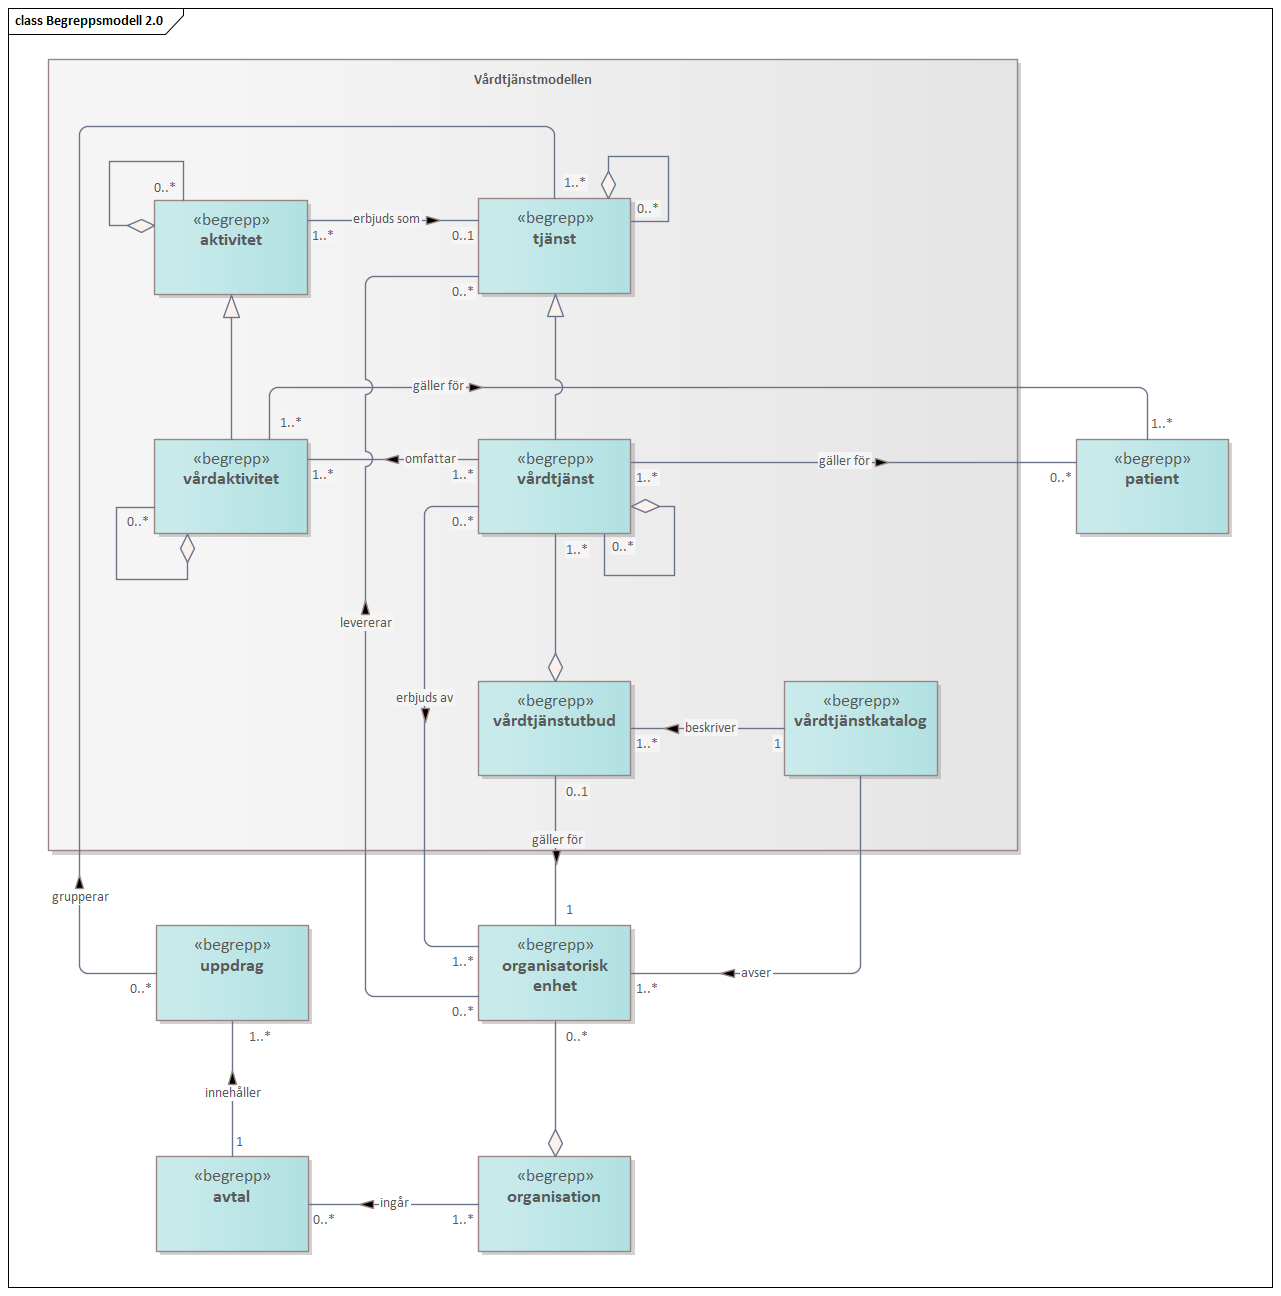 class Begreppsmodell 2.0
Vårdtjänstmodellen
0..*
1..*
0..*
«begrepp»
aktivitet
1..*
erbjuds som
0..1
«begrepp»
tjänst
0..*
gäller för
1..*
1..*
«begrepp»
vårdaktivitet
1..*
omfattar
1..*
«begrepp»
vårdtjänst
1..*
gäller för
0..*
«begrepp»
patient
0..*
0..*
1..*
0..*
levererar
erbjuds av
«begrepp»
vårdtjänstutbud
1..*
beskriver
1
«begrepp»
vårdtjänstkatalog
0..1
gäller för
grupperar
1
«begrepp»
uppdrag
0..*
1..*
1..*
0..*
«begrepp»
organisatorisk
enhet
1..*
avser
0..*
innehåller
1
«begrepp»
avtal
0..*
ingår
1..*
«begrepp»
organisation